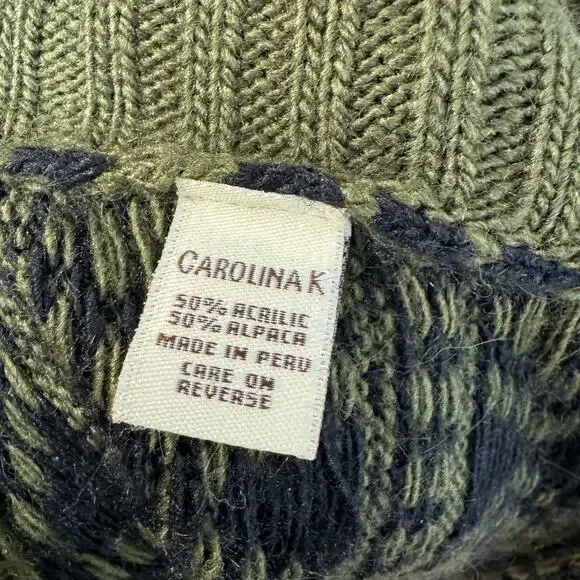 CAROLINA K
50% ACRILIC
50% ALPACA
MADE IN PERU
CARE ON
REVERSE